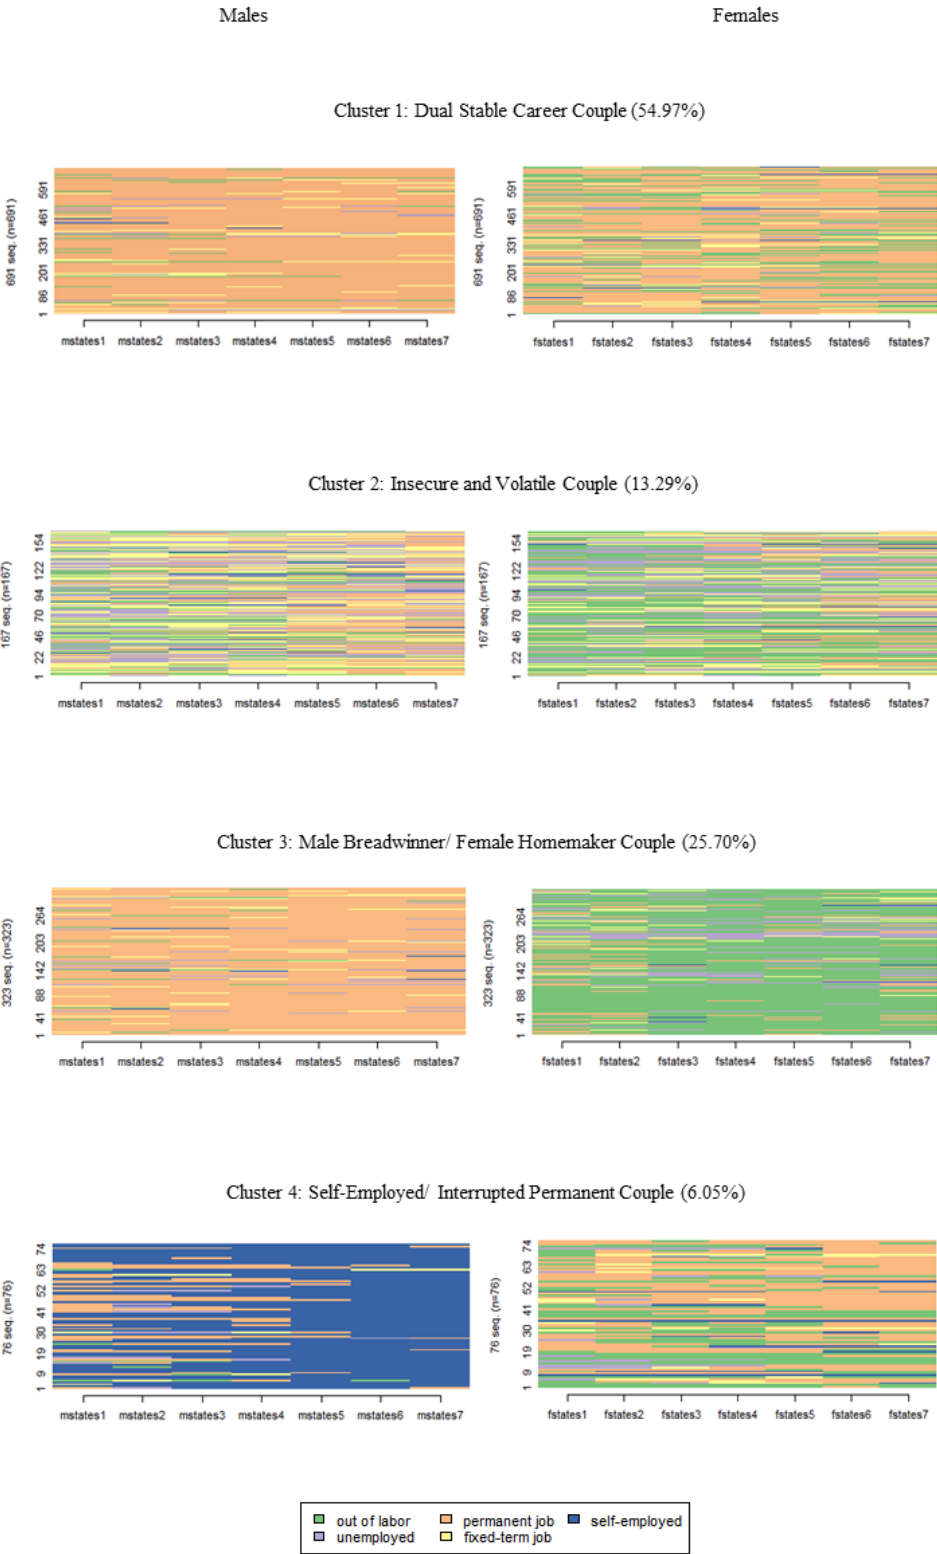 Males Females
Cluster 1: Dual Stable Career Couple (54.97%)
691 seq. (n=691)
1 86 201 331 461 591
mstates1 mstates2 mstates3 mstates4 mstates5 mstates6 mstates7
691 seq. (n=691)
1 86 201 331 461 591
fstates1 fstates2 fstates3 fstates4 fstates5 fstates6 fstates7
Cluster 2: Insecure and Volatile Couple (13.29%)
167 seq. (n=167)
1 22 46 70 94 122 154
mstates1 mstates2 mstates3 mstates4 mstates5 mstates6 mstates7
167 seq. (n=167)
1 22 46 70 94 122 154
fstates1 fstates2 fstates3 fstates4 fstates5 fstates6 fstates7
Cluster 3: Male Breadwinner/ Female Homemaker Couple (25.70%)
323 seq. (n=323)
1 41 88 142 203 264
mstates1 mstates2 mstates3 mstates4 mstates5 mstates6 mstates7
323 seq. (n=323)
1 41 88 142 203 264
fstates1 fstates2 fstates3 fstates4 fstates5 fstates6 fstates7
Cluster 4: Self-Employed/ Interrupted Permanent Couple (6.05%)
76 seq. (n=76)
1 9 19 30 41 52 63 74
mstates1 mstates2 mstates3 mstates4 mstates5 mstates6 mstates7
76 seq. (n=76)
1 9 19 30 41 52 63 74
fstates1 fstates2 fstates3 fstates4 fstates5 fstates6 fstates7
out of labor permanent job self-employed
unemployed fixed-term job